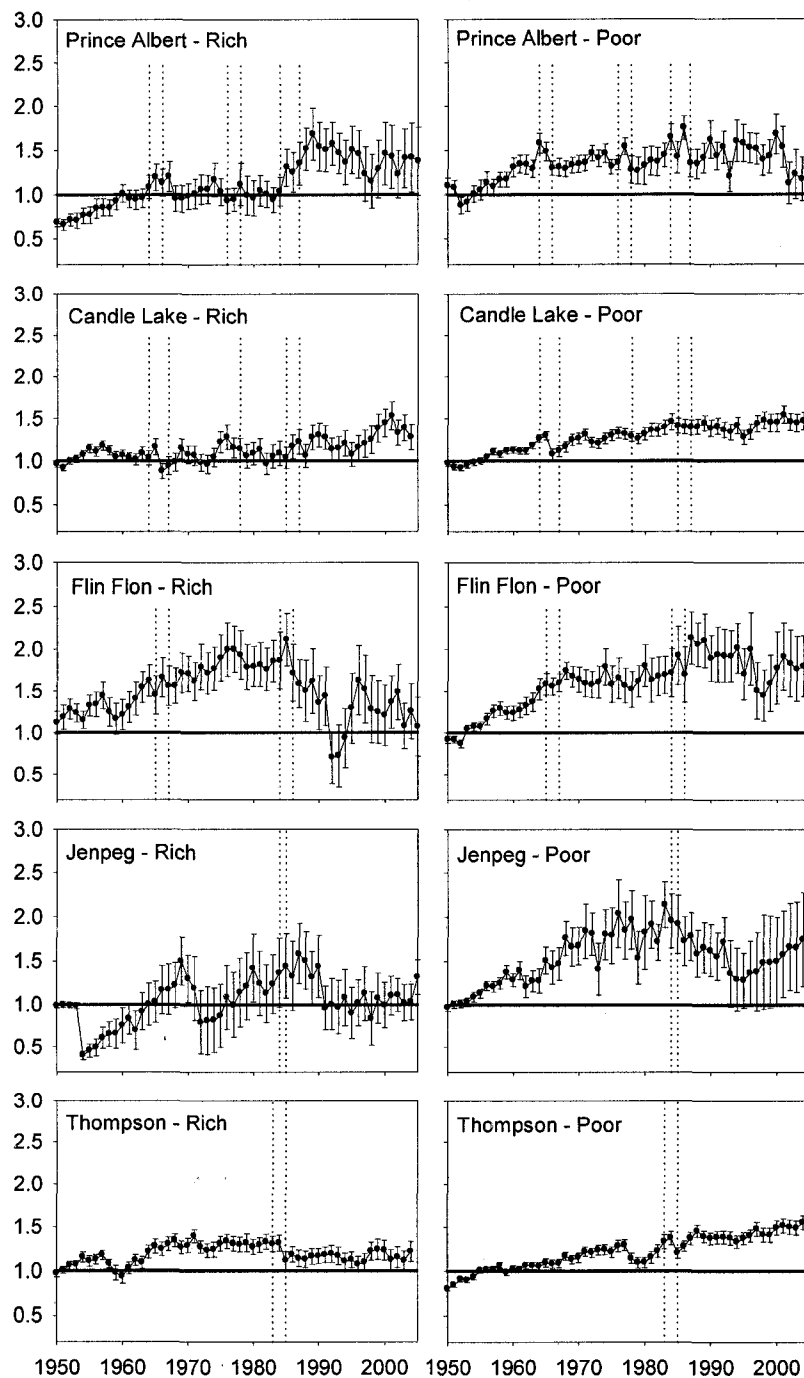 Prince Albert - Rich
Prince Albert - Poor
3.0
2.5
2.0
1.5
1.0
0.5
Candle Lake - Rich
Candle Lake - Poor
3.0
2.5
2.0
1.5
1.0
0.5
Flin Flon - Rich
Flin Flon - Poor
3.0
2.5
2.0
1.5
1.0
0.5
Jenpeg - Rich
Jenpeg - Poor
3.0
2.5
2.0
1.5
1.0
0.5
Thompson - Rich
Thompson - Poor
3.0
2.5
2.0
1.5
1.0
0.5
1950 1960 1970 1980 1990 2000 1950 1960 1970 1980 1990 2000